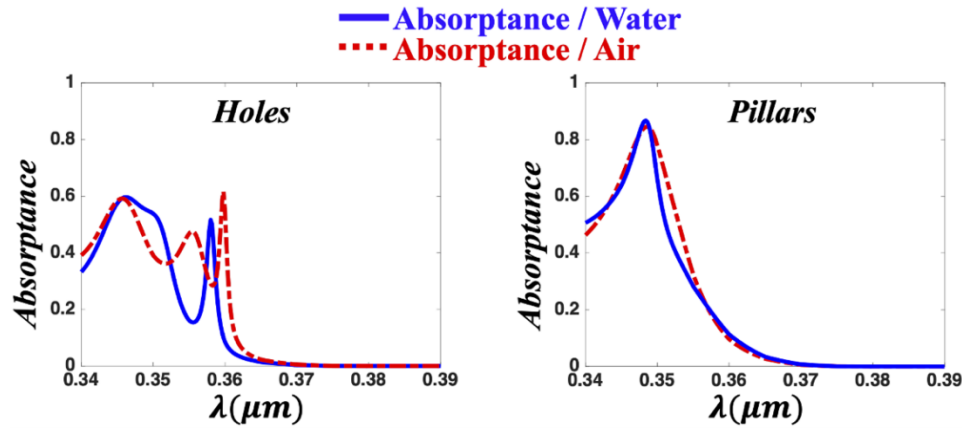 Absorptance / Water
Absorptance / Air
Holes
Absorptance
1
0.8
0.6
0.4
0.2
0
0.34 0.35 0.36 0.37 0.38 0.39
λ(μm)
Pillars
Absorptance
1
0.8
0.6
0.4
0.2
0
0.34 0.35 0.36 0.37 0.38 0.39
λ(μm)